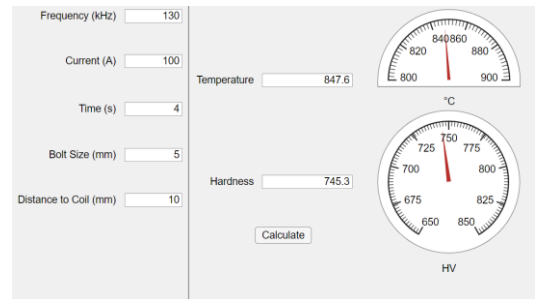 Frequency (kHz) 130
Current (A) 100
Time (s) 4
Bolt Size (mm) 5
Distance to Coil (mm) 10
Temperature 847.6
Hardness 745.3
Calculate
800 820 840 860 880 900
°C
650 675 700 725 750 775 800 825 850
HV